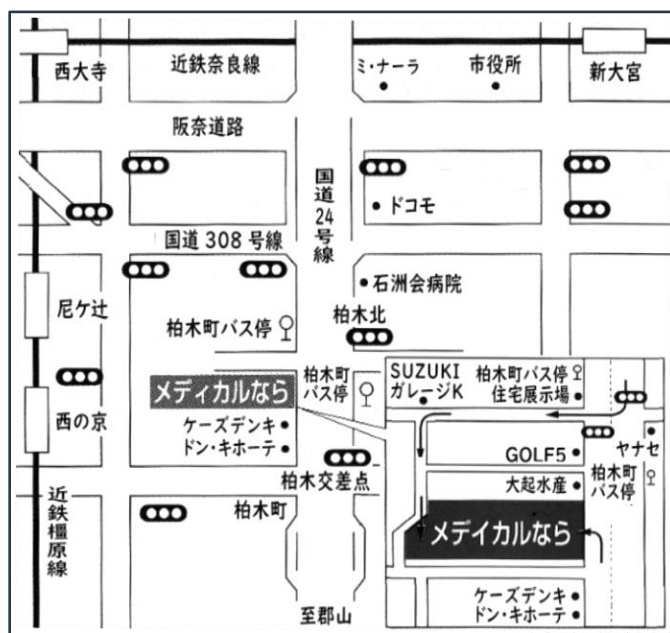 西大寺
近鉄奈良線
ミ・ナーラ
市役所
新大宮
阪奈道路
国道24号線
ドコモ
国道308号線
石洲会病院
尼ケ辻
柏木町バス停
柏木北
メディカルなら
柏木町
バス停
SUZUKI
ガレージK
柏木町バス停
住宅展示場
西の京
ケーズデンキ
ドン・キホーテ
GOLF5
ヤナセ
柏木町
バス停
大起水産
柏木交差点
近鉄橿原線
柏木町
メデイカルなら
ケーズデンキ
ドン・キホーテ
至郡山